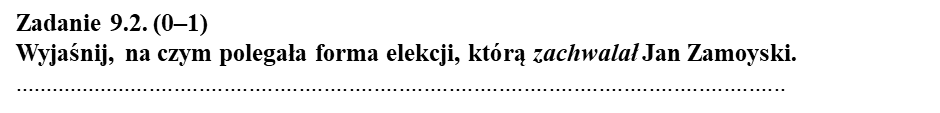 Zadanie 9.2. (0–1)
Wyjaśnij, na czym polegała forma elekcji, którą zachwalał Jan Zamoyski.
....................................................................................................................................